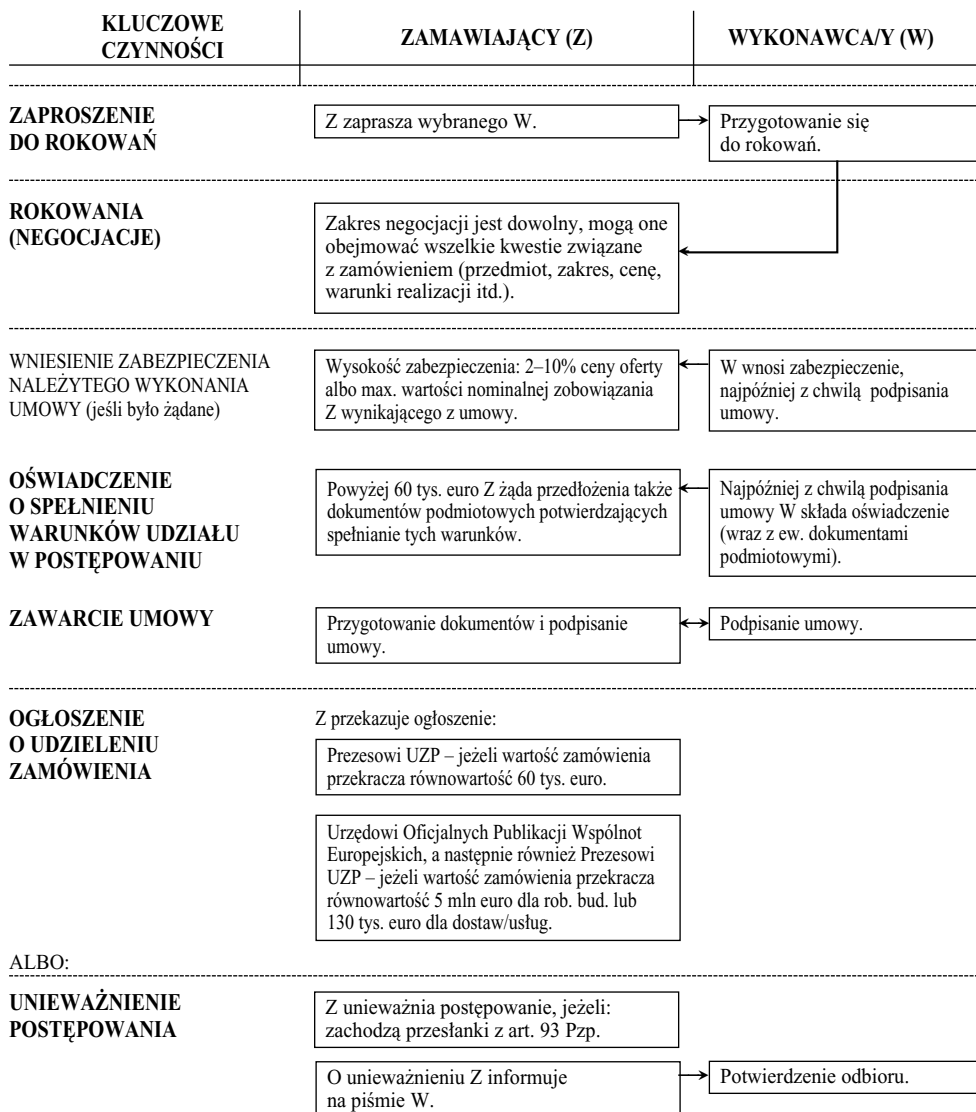 KLUCZOWE
CZYNNOŚCI
ZAMAWIAJĄCY (Z)
WYKONAWCA/Y (W)
ZAPROSZENIE
DO ROKOWAŃ
Z zaprasza wybranego W.
Przygotowanie się
do rokowań.
ROKOWANIA
(NEGOCJACJE)
Zakres negocjacji jest dowolny, mogą one
obejmować wszelkie kwestie związane
z zamówieniem (przedmiot, zakres, cenę,
warunki realizacji itd.).
WNIESIENIE ZABEZPIECZENIA
NALEŻYTEGO WYKONANIA
UMOWY (jeśli było żądane)
Wysokość zabezpieczenia: 2–10% ceny oferty
albo max. wartości nominalnej zobowiązania
Z wynikającego z umowy.
W wnosi zabezpieczenie,
najpóźniej z chwilą podpisania
umowy.
OŚWIADCZENIE
O SPEŁNIENIU
WARUNKÓW UDZIAŁU
W POSTĘPOWANIU
Powyżej 60 tys. euro Z żąda przedłożenia także
dokumentów podmiotowych potwierdzających
spełnianie tych warunków.
Najpóźniej z chwilą podpisania
umowy W składa oświadczenie
(wraz z ew. dokumentami
podmiotowymi).
ZAWARCIE UMOWY
Przygotowanie dokumentów i podpisanie
umowy.
Podpisanie umowy.
OGŁOSZENIE
O UDZIELENIU
ZAMÓWIENIA
Z przekazuje ogłoszenie:
Prezesowi UZP – jeżeli wartość zamówienia
przekracza równowartość 60 tys. euro.
Urzędowi Oficjalnych Publikacji Wspólnot
Europejskich, a następnie również Prezesowi
UZP – jeżeli wartość zamówienia przekracza
równowartość 5 mln euro dla rob. bud. lub
130 tys. euro dla dostaw/usług.
ALBO:
UNIEWAŻNIENIE
POSTĘPOWANIA
Z unieważnia postępowanie, jeżeli:
zachodzą przesłanki z art. 93 Pzp.
O unieważnieniu Z informuje
na piśmie W.
Potwierdzenie odbioru.